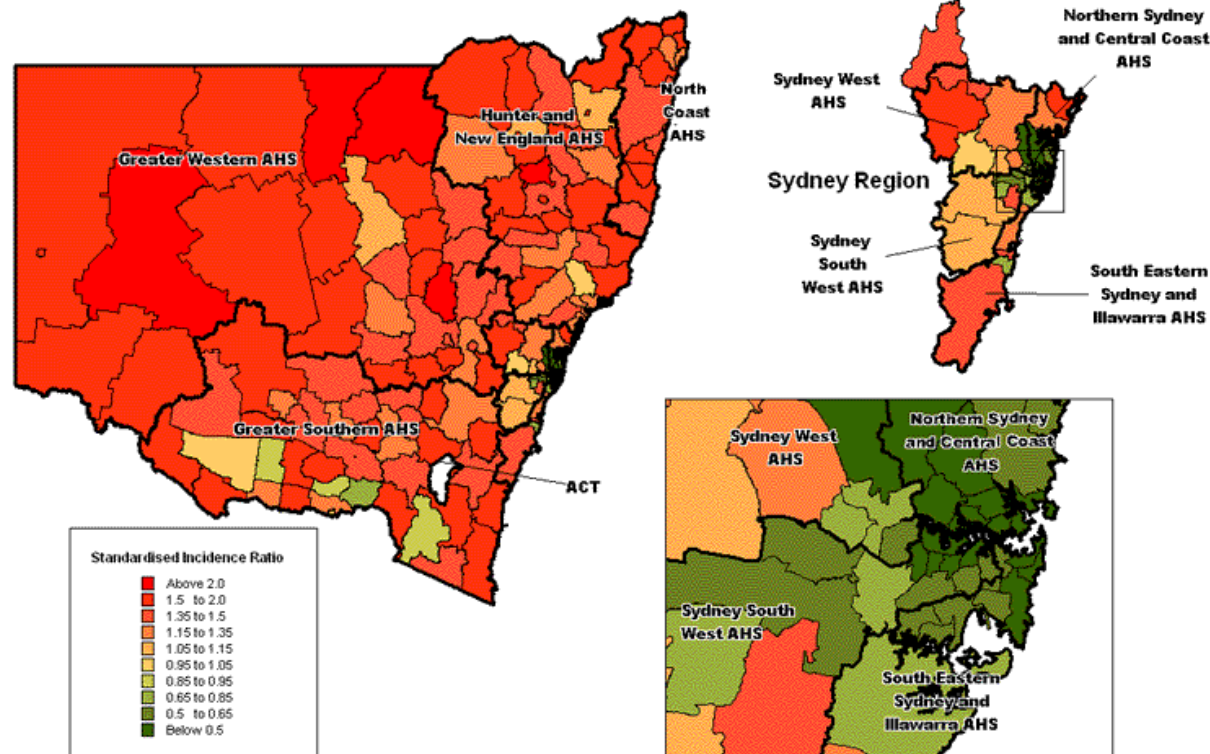 Northern Sydney
and Central Coast
AHS
Sydney West
AHS
North
Coast
AHS
Hunter and
New England AHS
Greater Western AHS
Sydney Region
Sydney
South
West AHS
South Eastern
Sydney and
Illawarra AHS
Greater Southern AHS
ACT
Sydney West
AHS
Northern Sydney
and Central Coast
AHS
Sydney South
West AHS
South Eastern
Sydney and
Illawarra AHS
Standardised Incidence Ratio
Above 2.0
1.5 to 2.0
1.35 to 1.5
1.15 to 1.35
1.05 to 1.15
0.95 to 1.05
0.85 to 0.95
0.65 to 0.85
0.5 to 0.65
Below 0.5